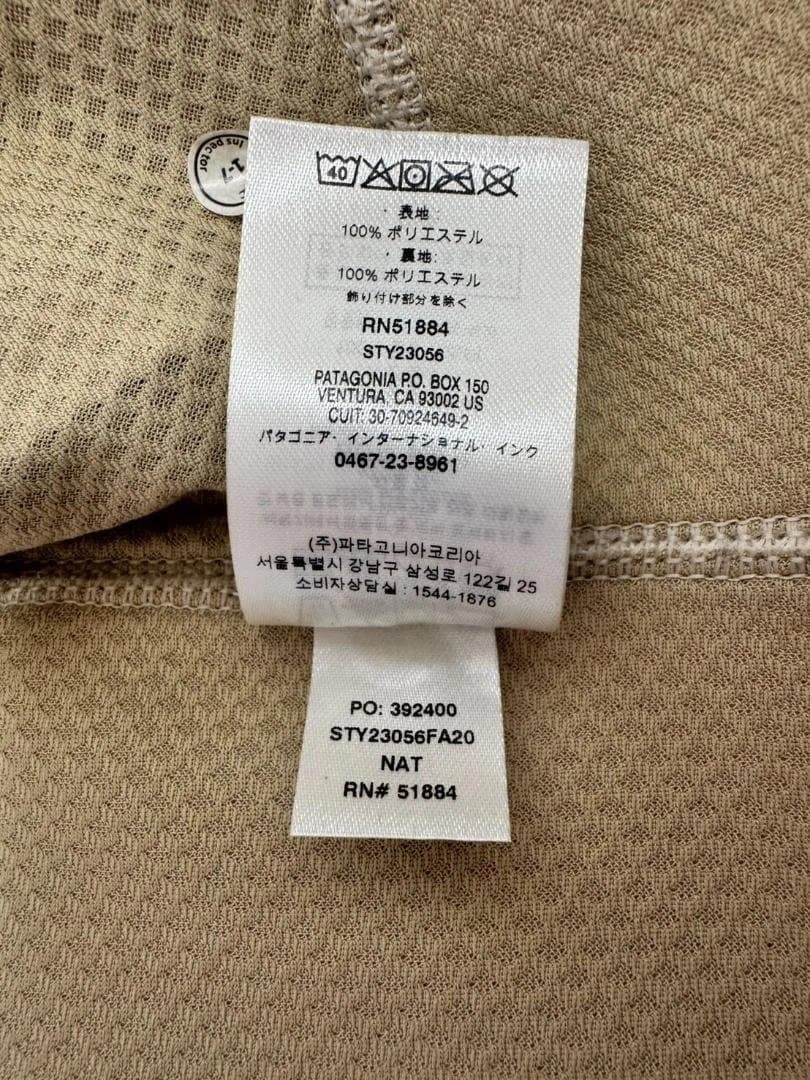 Inspector
1-7
40
・表地:
100% ポリエステル
・裏地:
100% ポリエステル
飾り付け部分を除く
RN51884
STY23056
PATAGONIA P.O. BOX 150
VENTURA, CA 93002 US
CUIT: 30-70924649-2
パタゴニア・インターナショナル・インク
0467-23-8961
(주)파타고니아코리아
서울특별시 강남구 삼성로 122길 25
소비자상담실 : 1544-1876
PO: 392400
STY23056FA20
NAT
RN# 51884